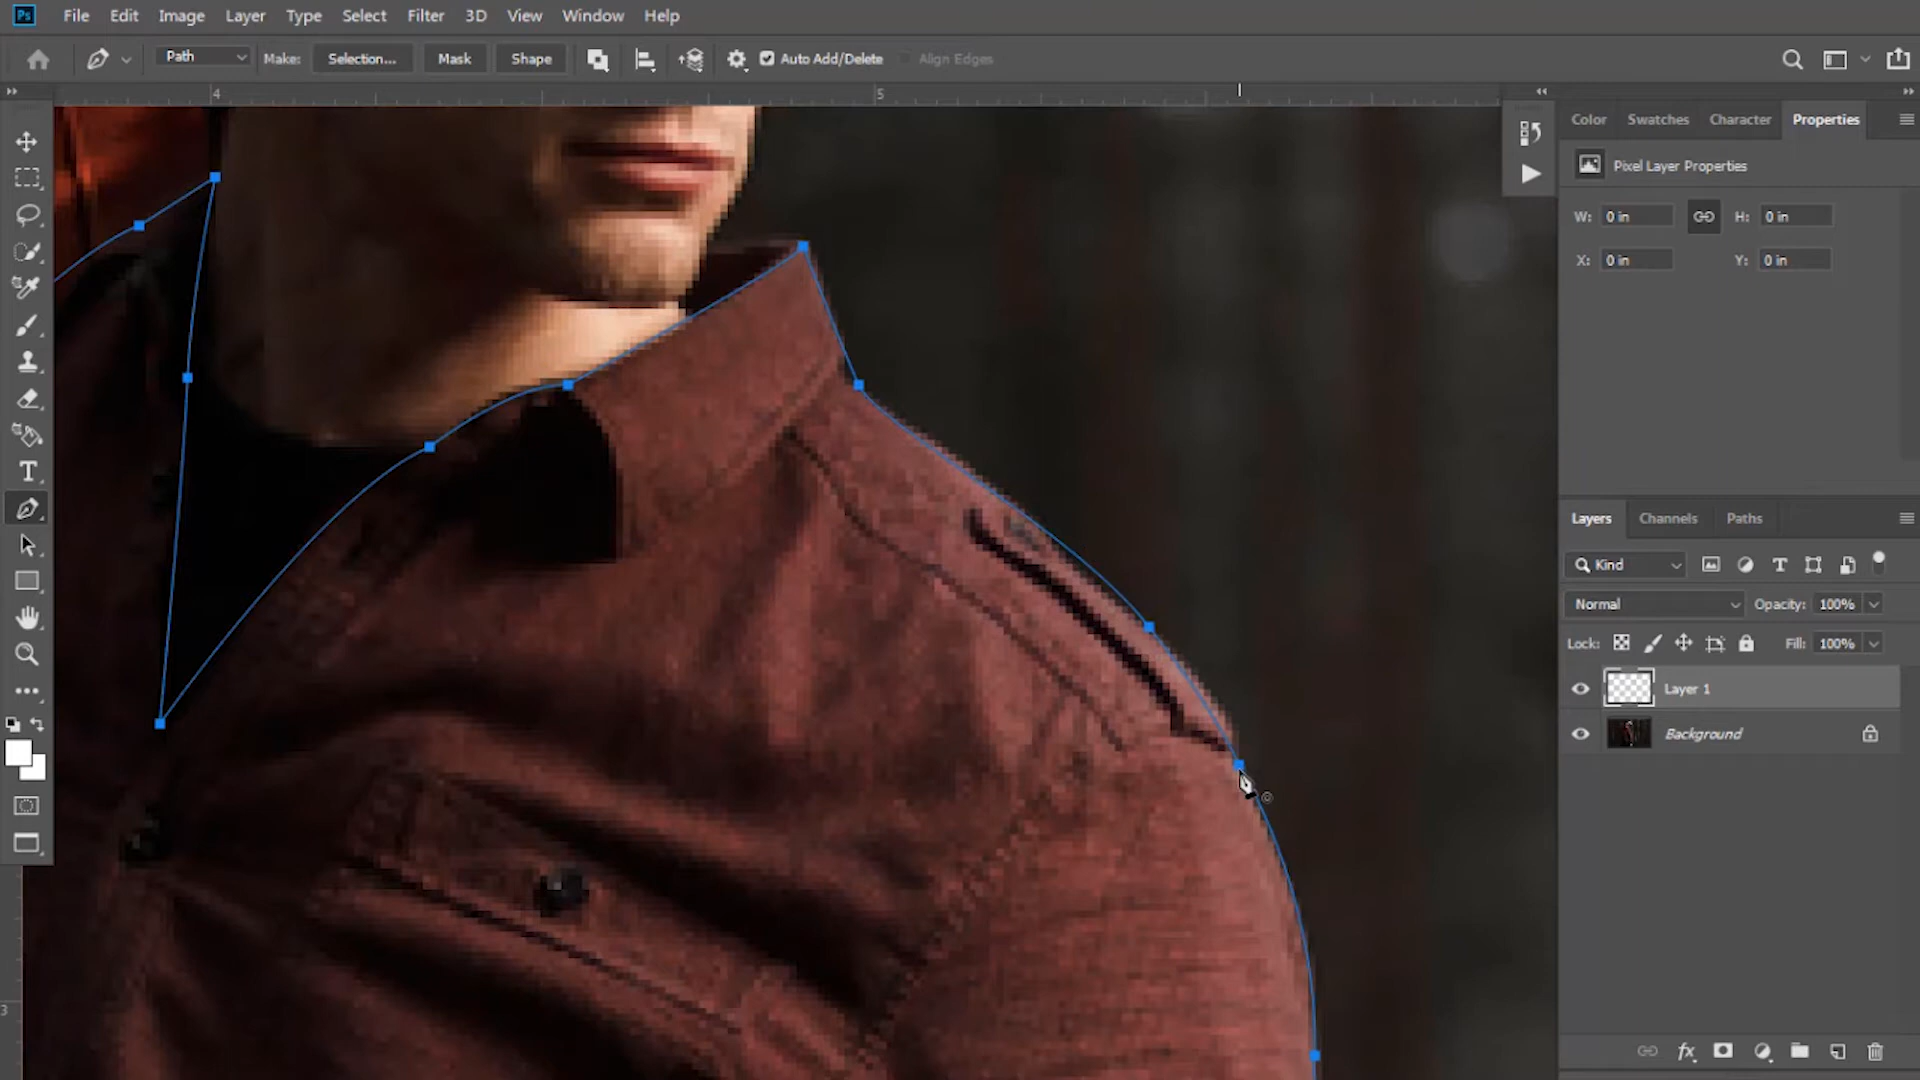 Ps File Edit Image Layer Type Select Filter 3D View Window Help
Path Make: Selection... Mask Shape Auto Add/Delete Align Edges
4 5
Color Swatches Character Properties
Pixel Layer Properties
W: 0 in H: 0 in
X: 0 in Y: 0 in
Layers Channels Paths
Kind
Normal Opacity: 100%
Lock: Fill: 100%
Layer 1
Background
3
fx